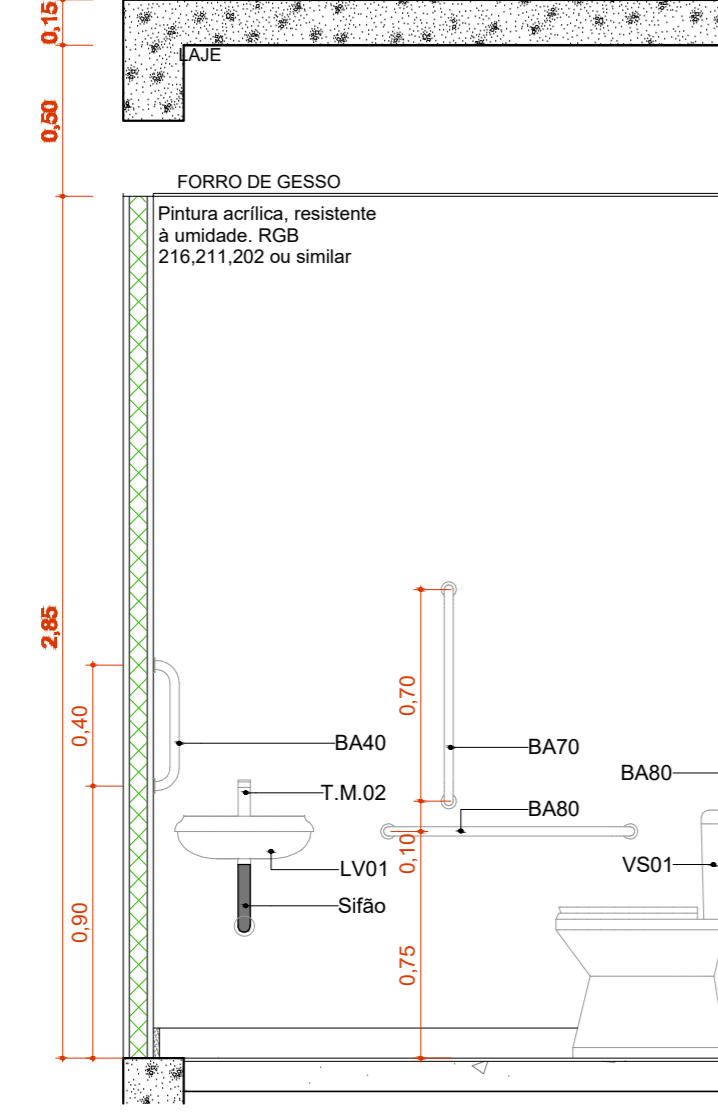 0,15
LAJE
0,50
FORRO DE GESSO
Pintura acrílica, resistente
à umidade. RGB
216,211,202 ou similar
2,85
0,40
0,70
BA40
BA70
BA80
T.M.02
BA80
0,10
LV01
VS01
Sifão
0,90
0,75